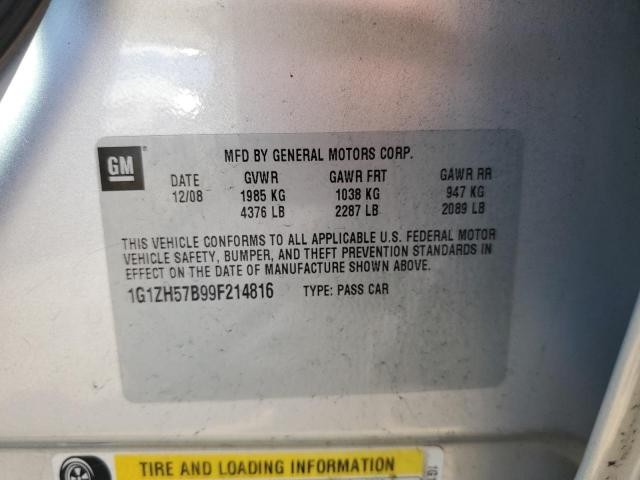 GM
MFD BY GENERAL MOTORS CORP.
DATE GVWR GAWR FRT GAWR RR
12/08 1985 KG 1038 KG 947 KG
4376 LB 2287 LB 2089 LB
THIS VEHICLE CONFORMS TO ALL APPLICABLE U.S. FEDERAL MOTOR
VEHICLE SAFETY, BUMPER, AND THEFT PREVENTION STANDARDS IN
EFFECT ON THE DATE OF MANUFACTURE SHOWN ABOVE.
1G1ZH57B99F214816 TYPE: PASS CAR
TIRE AND LOADING INFORMATION